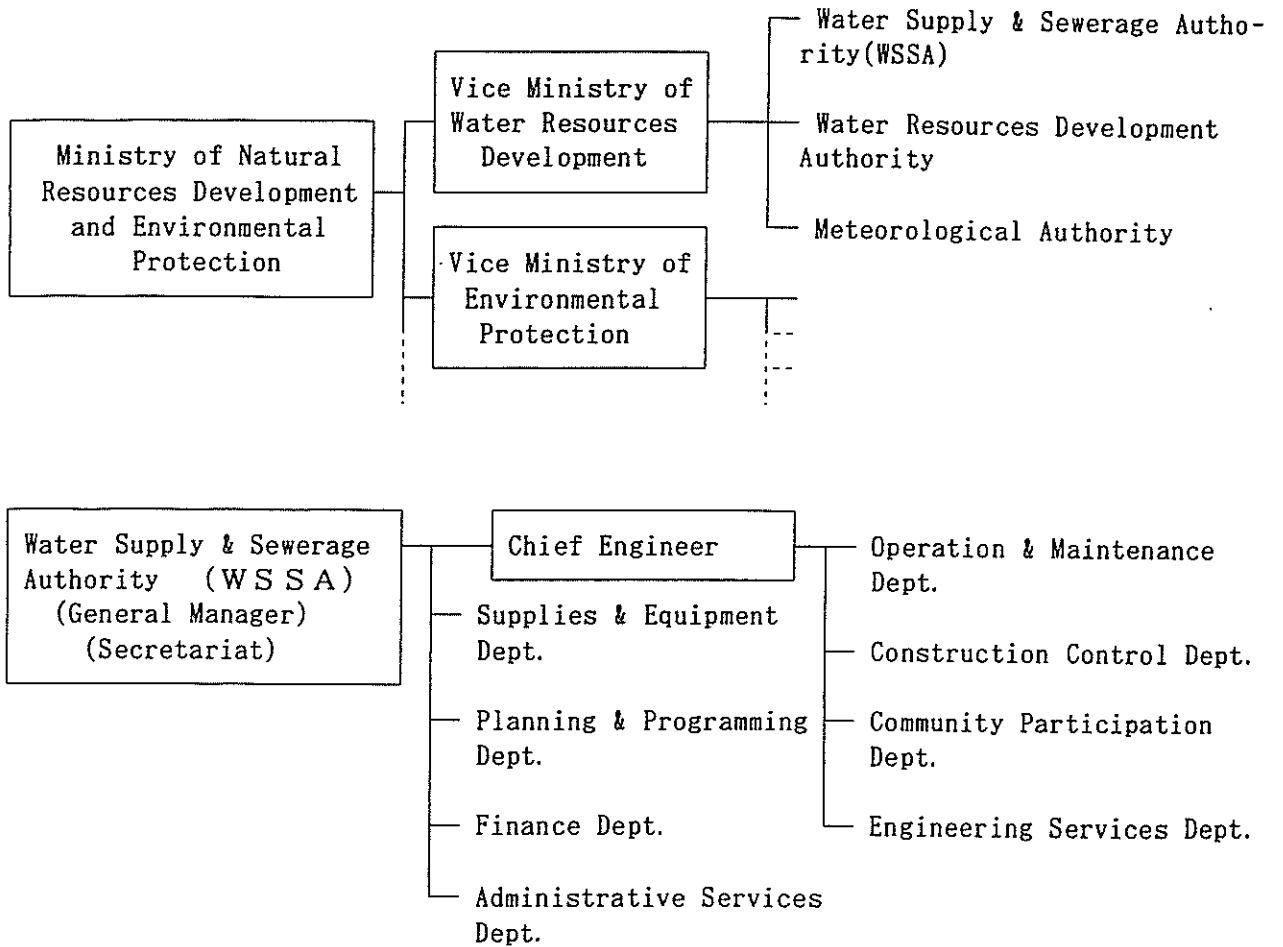 Water Supply & Sewerage Autho-
rity(WSSA)
Vice Ministry of
Water Resources
Development
Water Resources Development
Authority
Ministry of Natural
Resources Development
and Environmental
Protection
Meteorological Authority
Vice Ministry of
Environmental
Protection
Water Supply & Sewerage
Authority (WSSA)
(General Manager)
(Secretariat)
Chief Engineer
Supplies & Equipment
Dept.
Planning & Programming
Dept.
Finance Dept.
Administrative Services
Dept.
Operation & Maintenance
Dept.
Construction Control Dept.
Community Participation
Dept.
Engineering Services Dept.